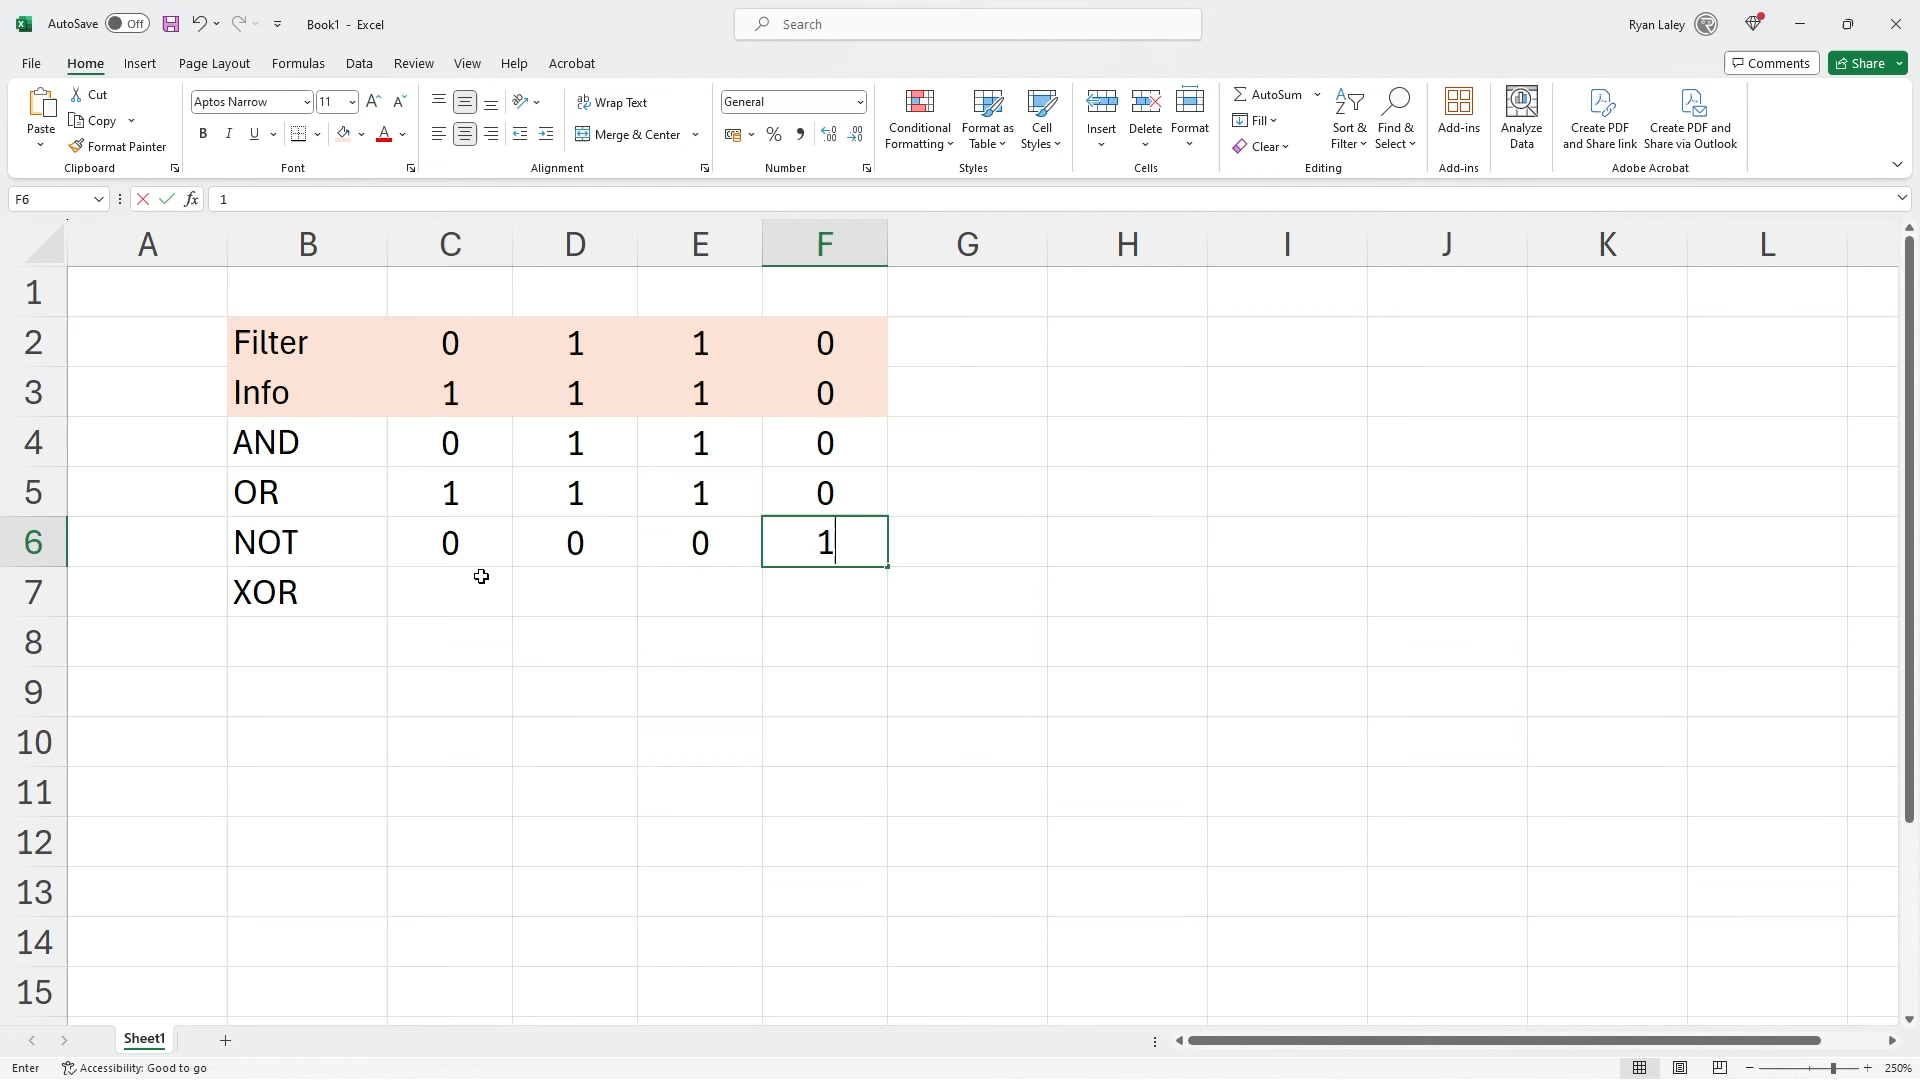 AutoSave Off Book1 - Excel Search Ryan Laley
File Home Insert Page Layout Formulas Data Review View Help Acrobat Comments Share
Paste Cut Copy Format Painter
Clipboard
Aptos Narrow 11
B I U A
Font
Wrap Text
Merge & Center
Alignment
General
Number
Conditional Formatting Format as Table Cell Styles
Styles
Insert Delete Format
Cells
AutoSum
Fill
Clear
Sort & Filter Find & Select
Editing
Add-ins
Add-ins
Analyze Data
Create PDF and Share link Create PDF and Share via Outlook
Adobe Acrobat
F6 fx 1
A B C D E F G H I J K L
1
2 Filter 0 1 1 0
3 Info 1 1 1 0
4 AND 0 1 1 0
5 OR 1 1 1 0
6 NOT 0 0 0 1
7 XOR
8
9
10
11
12
13
14
15
Sheet1
Enter Accessibility: Good to go 250%